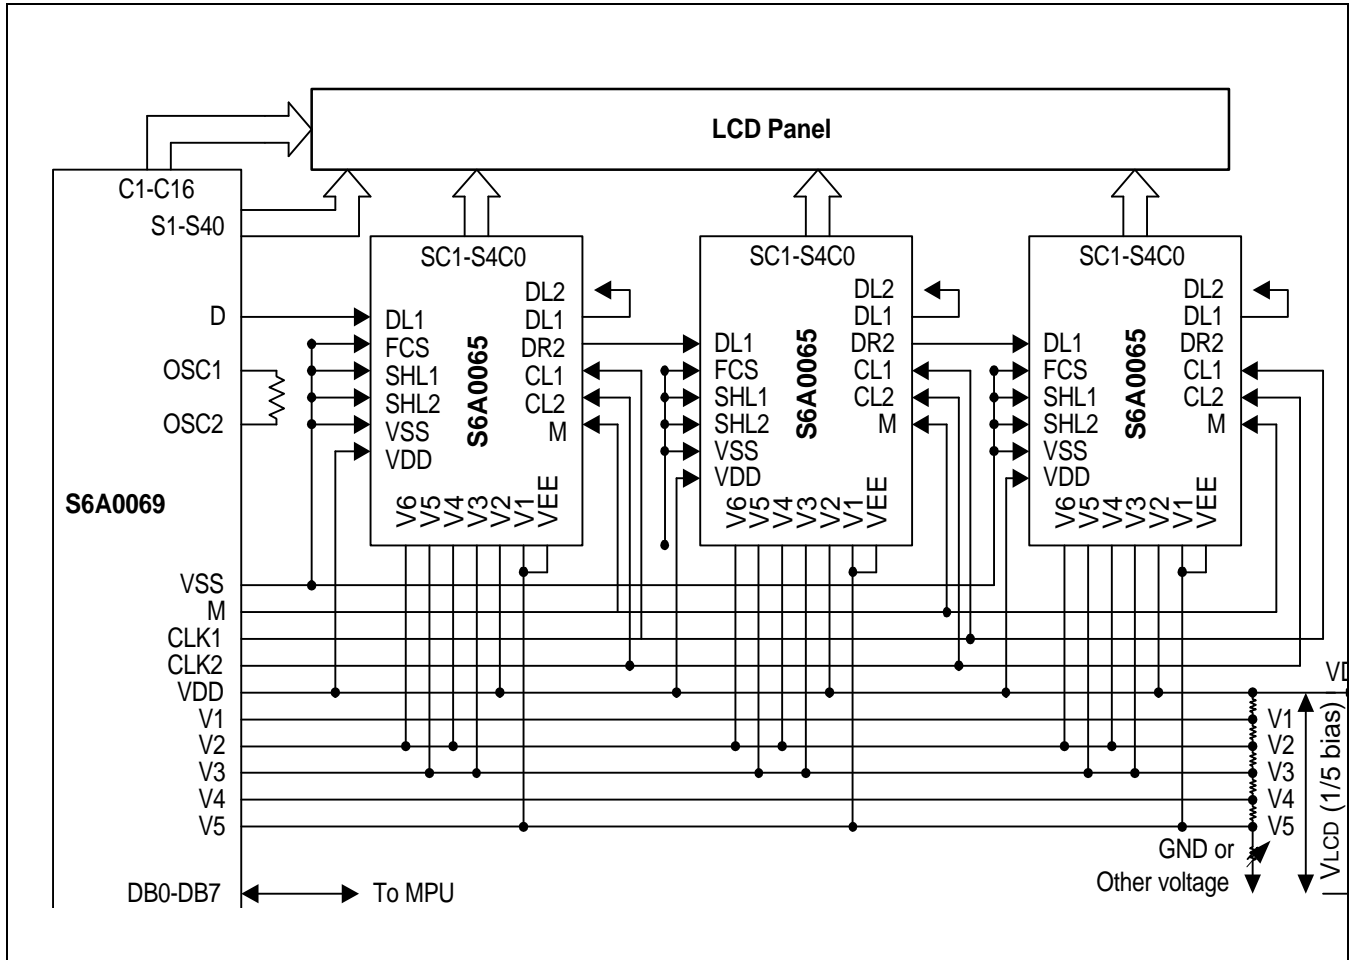 LCD Panel
C1-C16
S1-S40
D
OSC1
OSC2
S6A0069
VSS
M
CLK1
CLK2
VDD
V1
V2
V3
V4
V5
DB0-DB7
To MPU
SC1-S4C0
DL1
FCS
SHL1
SHL2
VSS
VDD
S6A0065
DL2
DL1
DR2
CL1
CL2
M
V6
V5
V4
V3
V2
V1
VEE
SC1-S4C0
DL1
FCS
SHL1
SHL2
VSS
VDD
S6A0065
DL2
DL1
DR2
CL1
CL2
M
V6
V5
V4
V3
V2
V1
VEE
SC1-S4C0
DL1
FCS
SHL1
SHL2
VSS
VDD
S6A0065
DL2
DL1
DR2
CL1
CL2
M
V6
V5
V4
V3
V2
V1
VEE
V1
V2
V3
V4
V5
GND or
Other voltage
VLCD (1/5 bias)